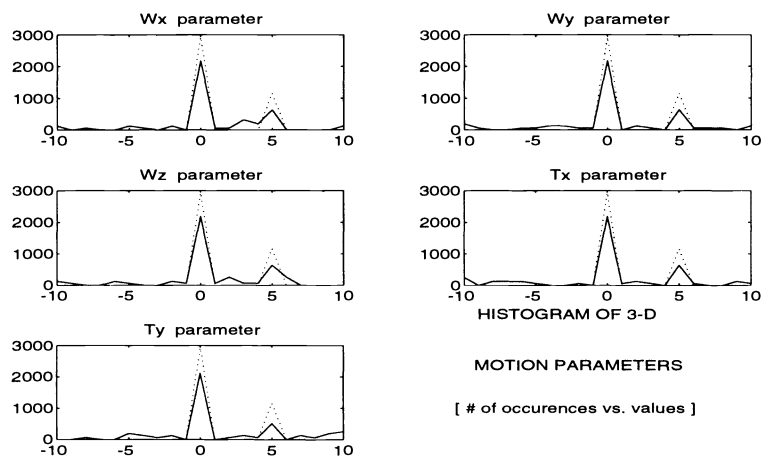 Wx parameter
3000
2000
1000
0
-10 -5 0 5 10
Wy parameter
3000
2000
1000
0
-10 -5 0 5 10
Wz parameter
3000
2000
1000
0
-10 -5 0 5 10
Tx parameter
3000
2000
1000
0
-10 -5 0 5 10
HISTOGRAM OF 3-D
Ty parameter
3000
2000
1000
0
-10 -5 0 5 10
MOTION PARAMETERS
[ # of occurences vs. values ]